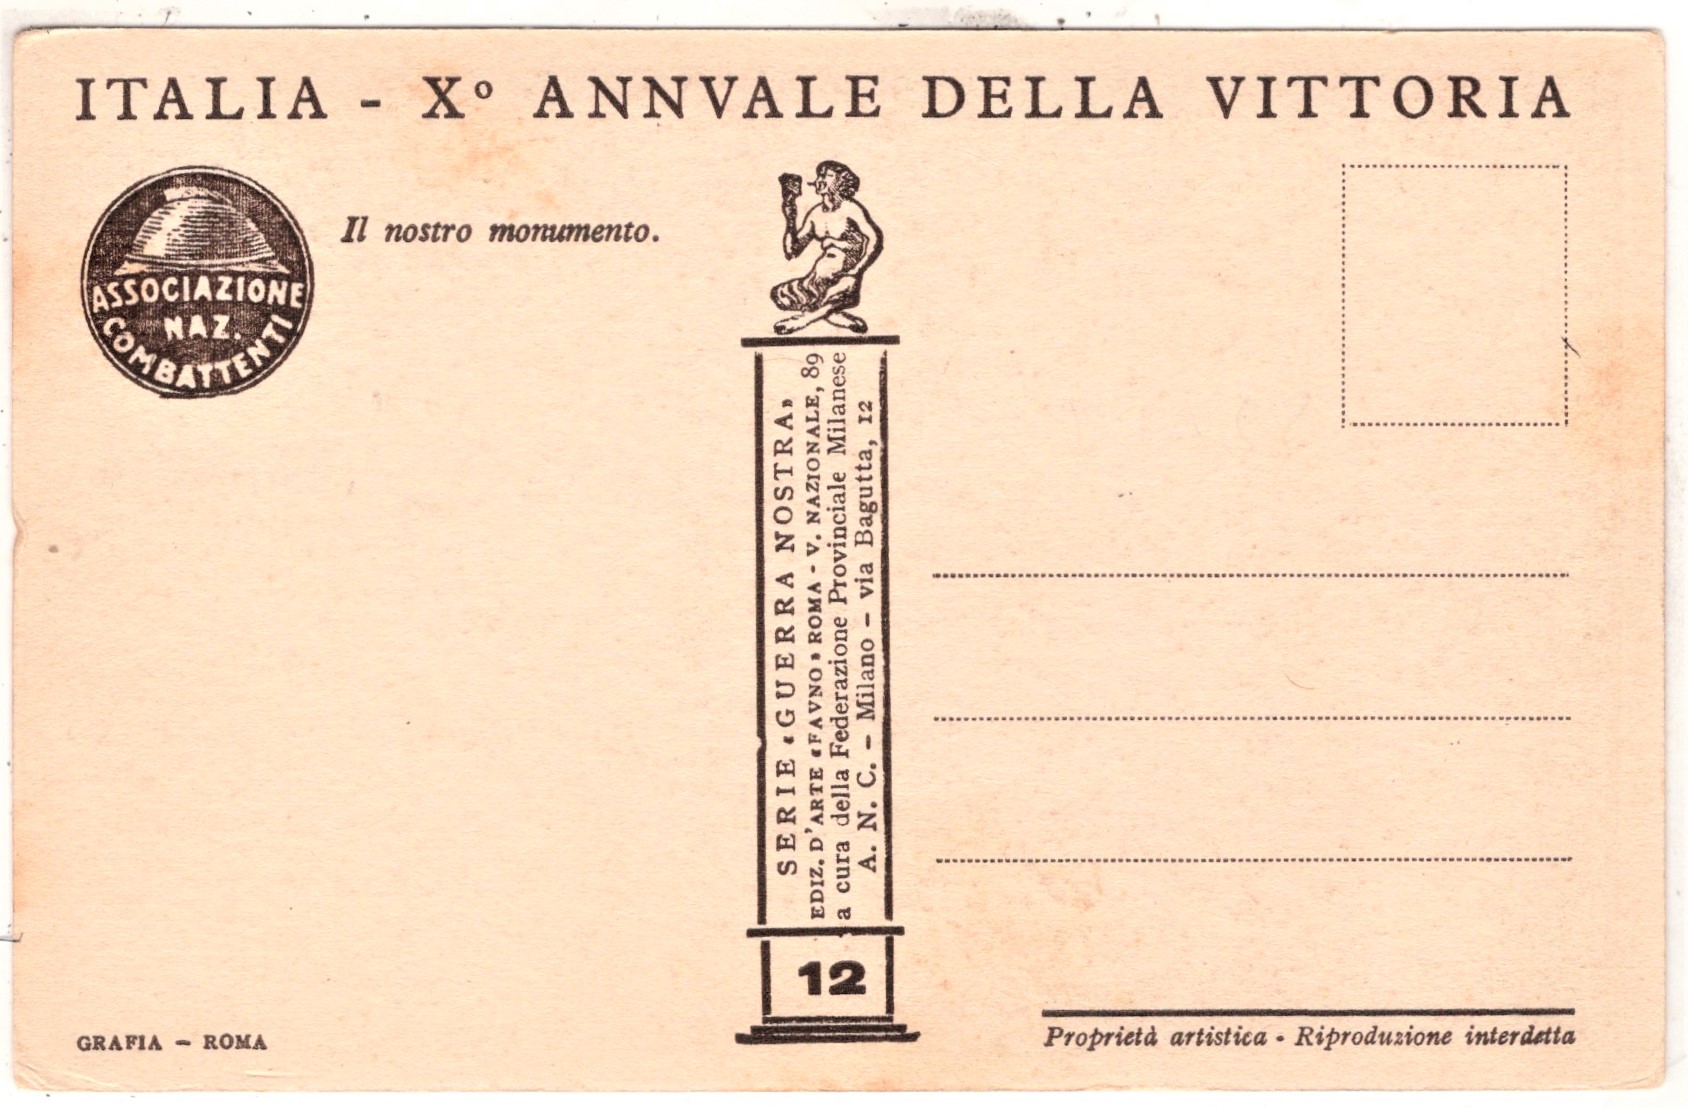 ITALIA - X° ANNVALE DELLA VITTORIA
ASSOCIAZIONE
NAZ.
COMBATTENTI
Il nostro monumento.
SERIE «GUERRA NOSTRA»
EDIZ. D'ARTE «FAVNO» ROMA - V. NAZIONALE, 89
a cura della Federazione Provinciale Milanese
A. N. C. - Milano - via Bagutta, 12
12
GRAFIA - ROMA
Proprietà artistica - Riproduzione interdetta